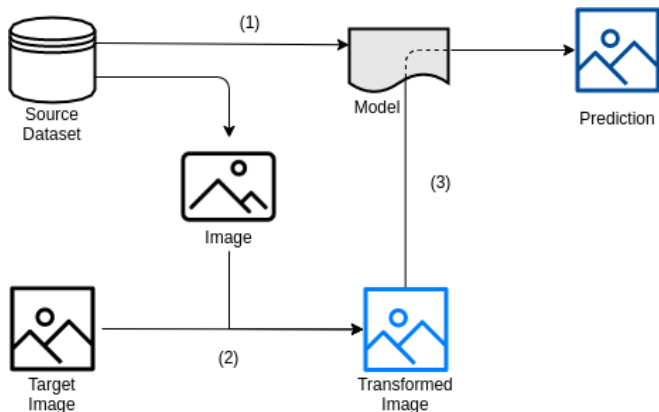 (1)
Source
Dataset
Model
Prediction
(3)
Image
(2)
Target
Image
Transformed
Image